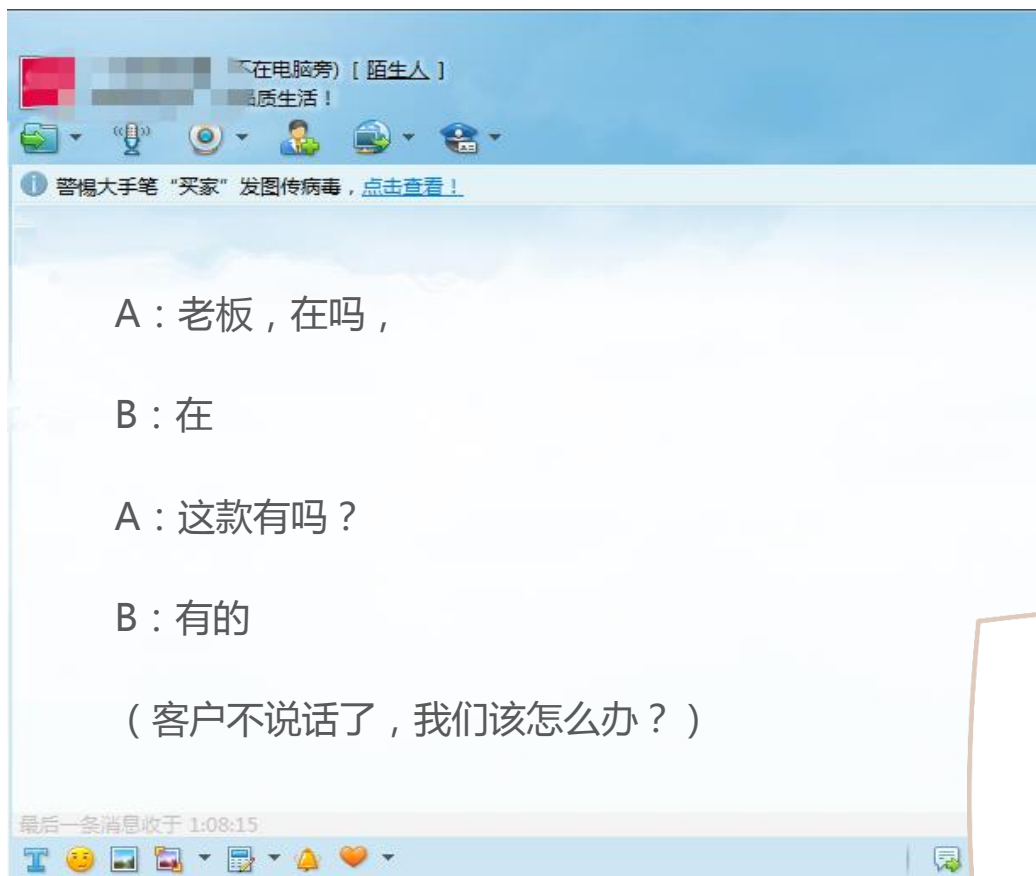 不在电脑旁) [ 陌生人 ]
品质生活！
警惕大手笔“买家”发图传病毒，点击查看！
A：老板，在吗，
B：在
A：这款有吗？
B：有的
（客户不说话了，我们该怎么办？）
最后一条消息收于 1:08:15